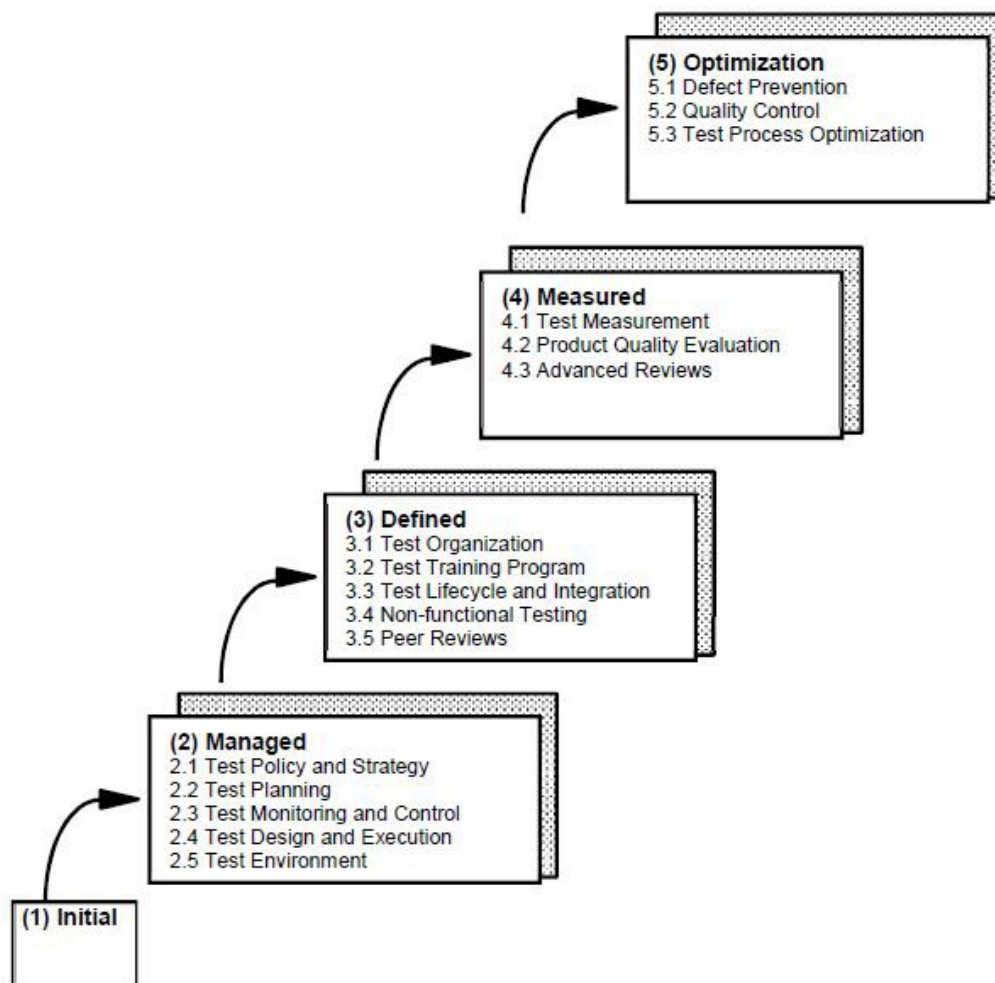 (5) Optimization
5.1 Defect Prevention
5.2 Quality Control
5.3 Test Process Optimization
(4) Measured
4.1 Test Measurement
4.2 Product Quality Evaluation
4.3 Advanced Reviews
(3) Defined
3.1 Test Organization
3.2 Test Training Program
3.3 Test Lifecycle and Integration
3.4 Non-functional Testing
3.5 Peer Reviews
(2) Managed
2.1 Test Policy and Strategy
2.2 Test Planning
2.3 Test Monitoring and Control
2.4 Test Design and Execution
2.5 Test Environment
(1) Initial